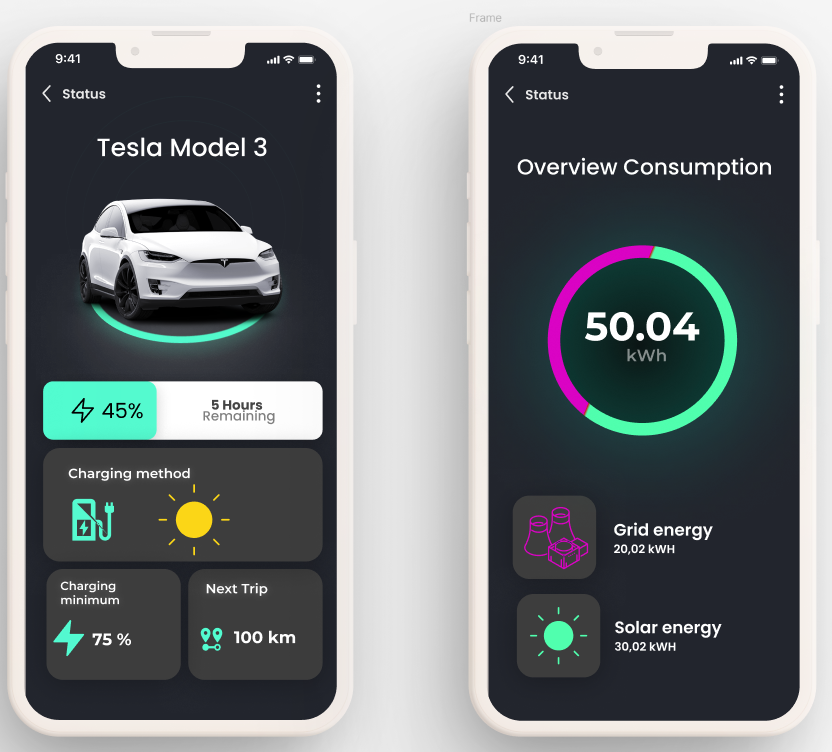 Frame
9:41
Status
Tesla Model 3
45%
5 Hours
Remaining
Charging method
Charging
minimum
75 %
Next Trip
100 km
9:41
Status
Overview Consumption
50.04
kWh
Grid energy
20,02 kWH
Solar energy
30,02 kWH